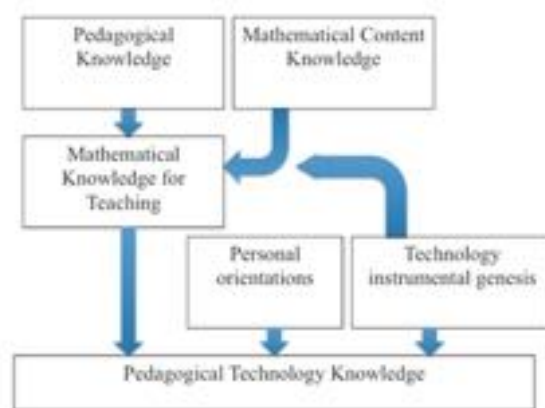 Pedagogical
Knowledge
Mathematical Content
Knowledge
Mathematical
Knowledge for
Teaching
Personal
orientations
Technology
instrumental genesis
Pedagogical Technology Knowledge